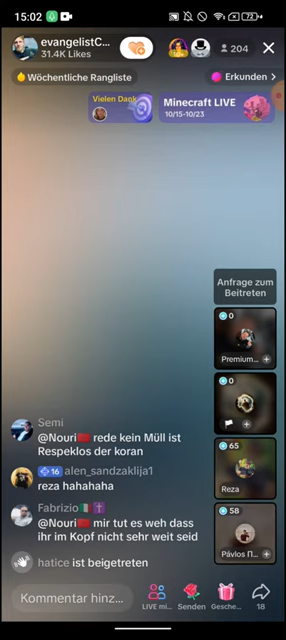 15:02
73
evangelistC...
31.4K Likes
204
Wöchentliche Rangliste
Erkunden
Vielen Dank
Minecraft LIVE
10/15-10/23
Anfrage zum
Beitreten
0
Premium...
0
65
Reza
58
Pávlos Π...
Semi
@Nouri🇲🇦 rede kein Müll ist
Respeklos der koran
16 alen_sandzaklija1
reza hahahaha
Fabrizio🇮🇹✝️
@Nouri🇲🇦 mir tut es weh dass
ihr im Kopf nicht sehr weit seid
hatice ist beigetreten
Kommentar hinz...
LIVE mi...
Senden
Gesche...
18